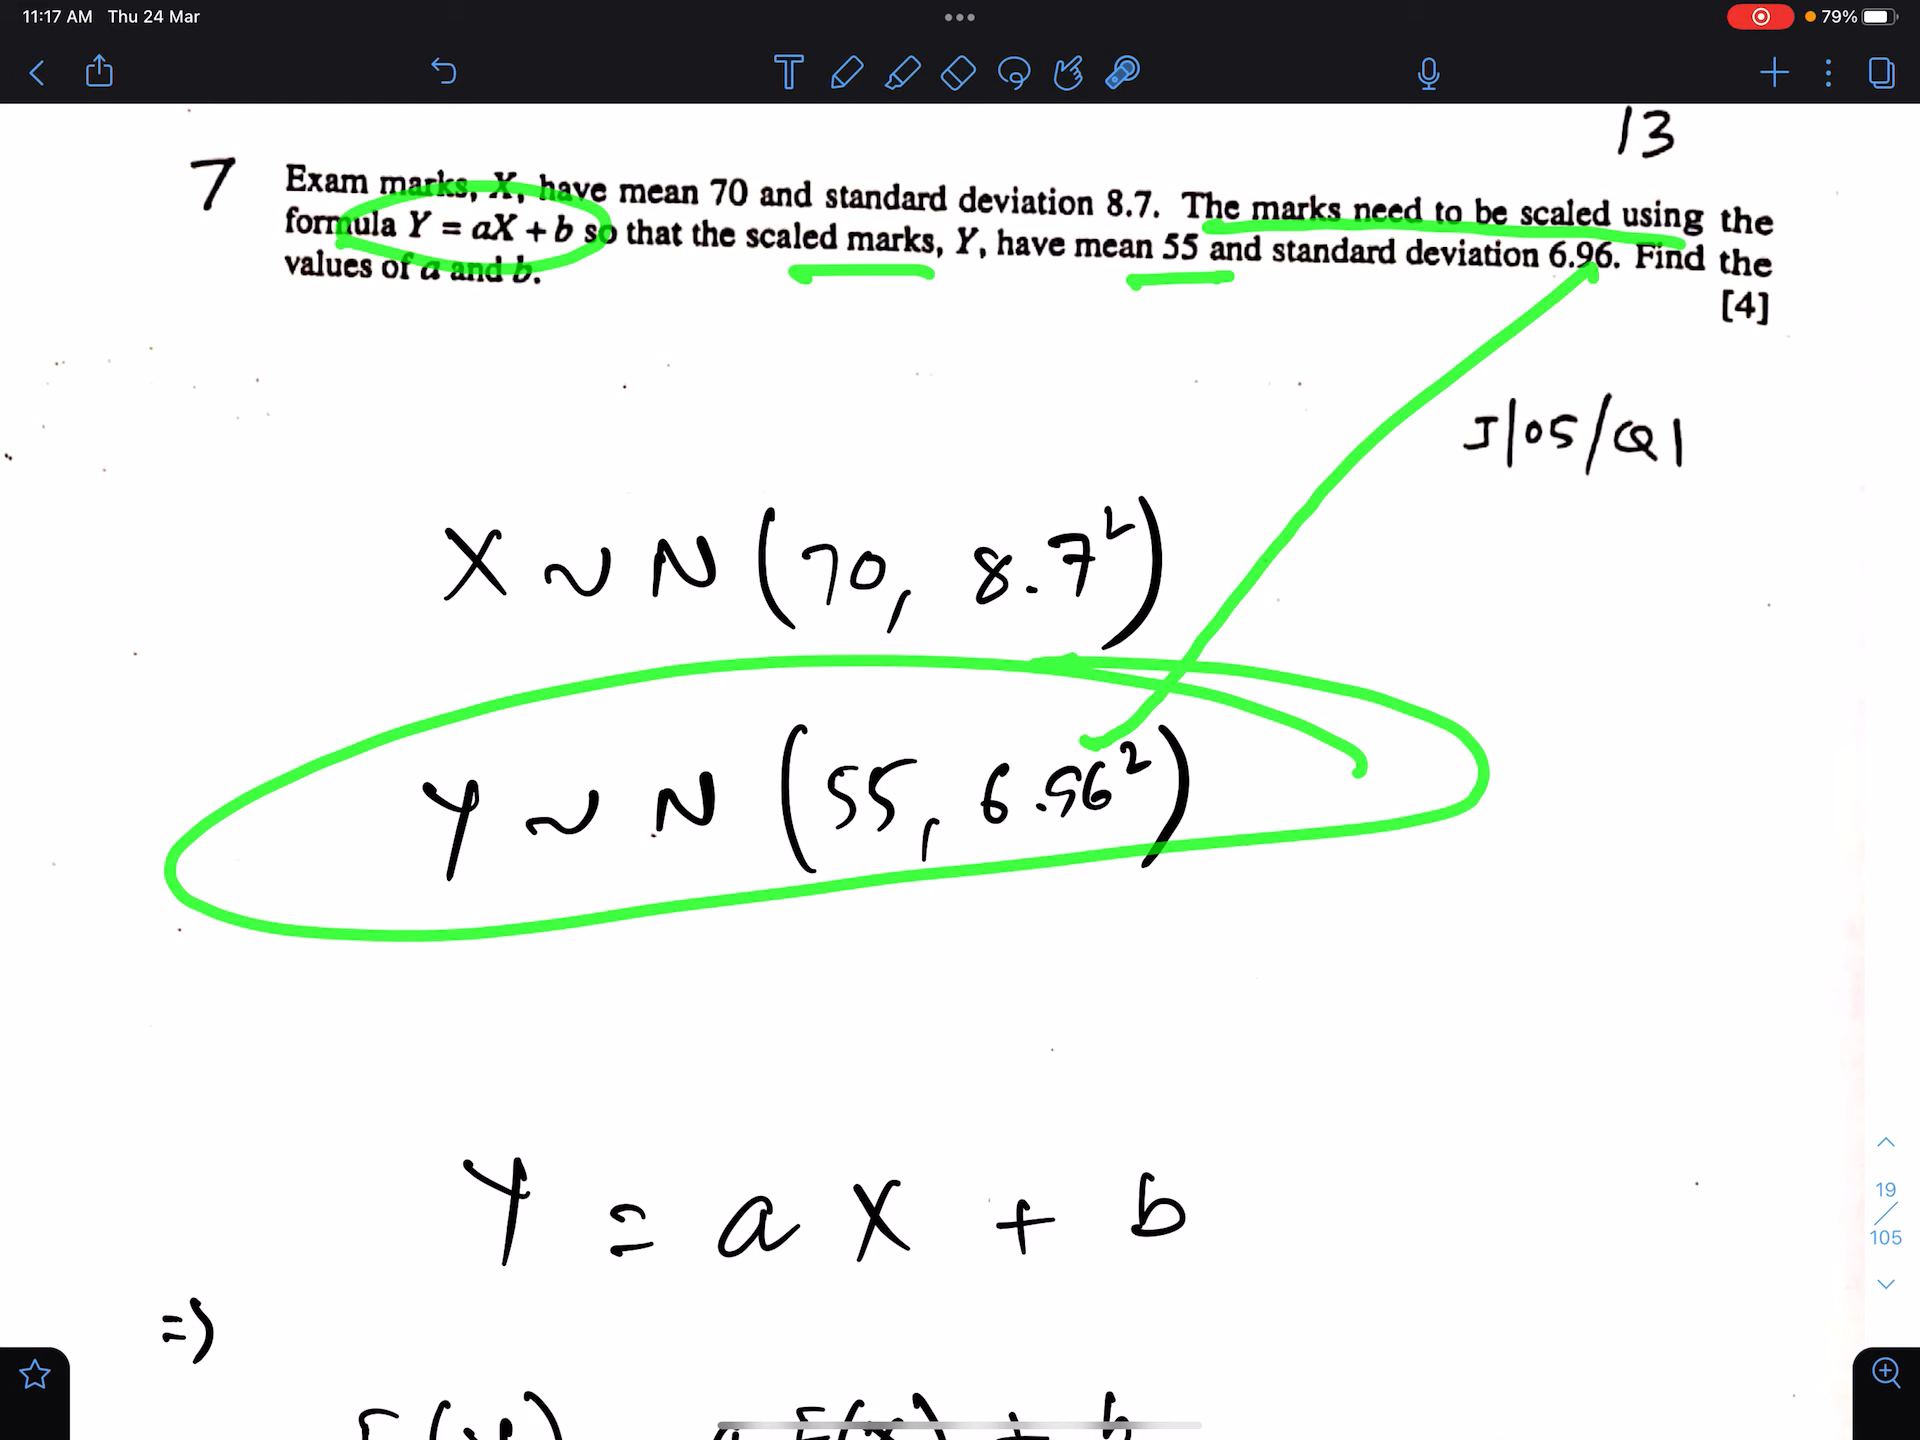 11:17 AM Thu 24 Mar
79%
13
7 Exam marks, X, have mean 70 and standard deviation 8.7. The marks need to be scaled using the
formula Y = aX + b so that the scaled marks, Y, have mean 55 and standard deviation 6.96. Find the
values of a and b.
[4]
J/05/Q1
X ~ N (70, 8.7²)
Y ~ N (55, 6.96²)
Y = a X + b
=>
19
/
105